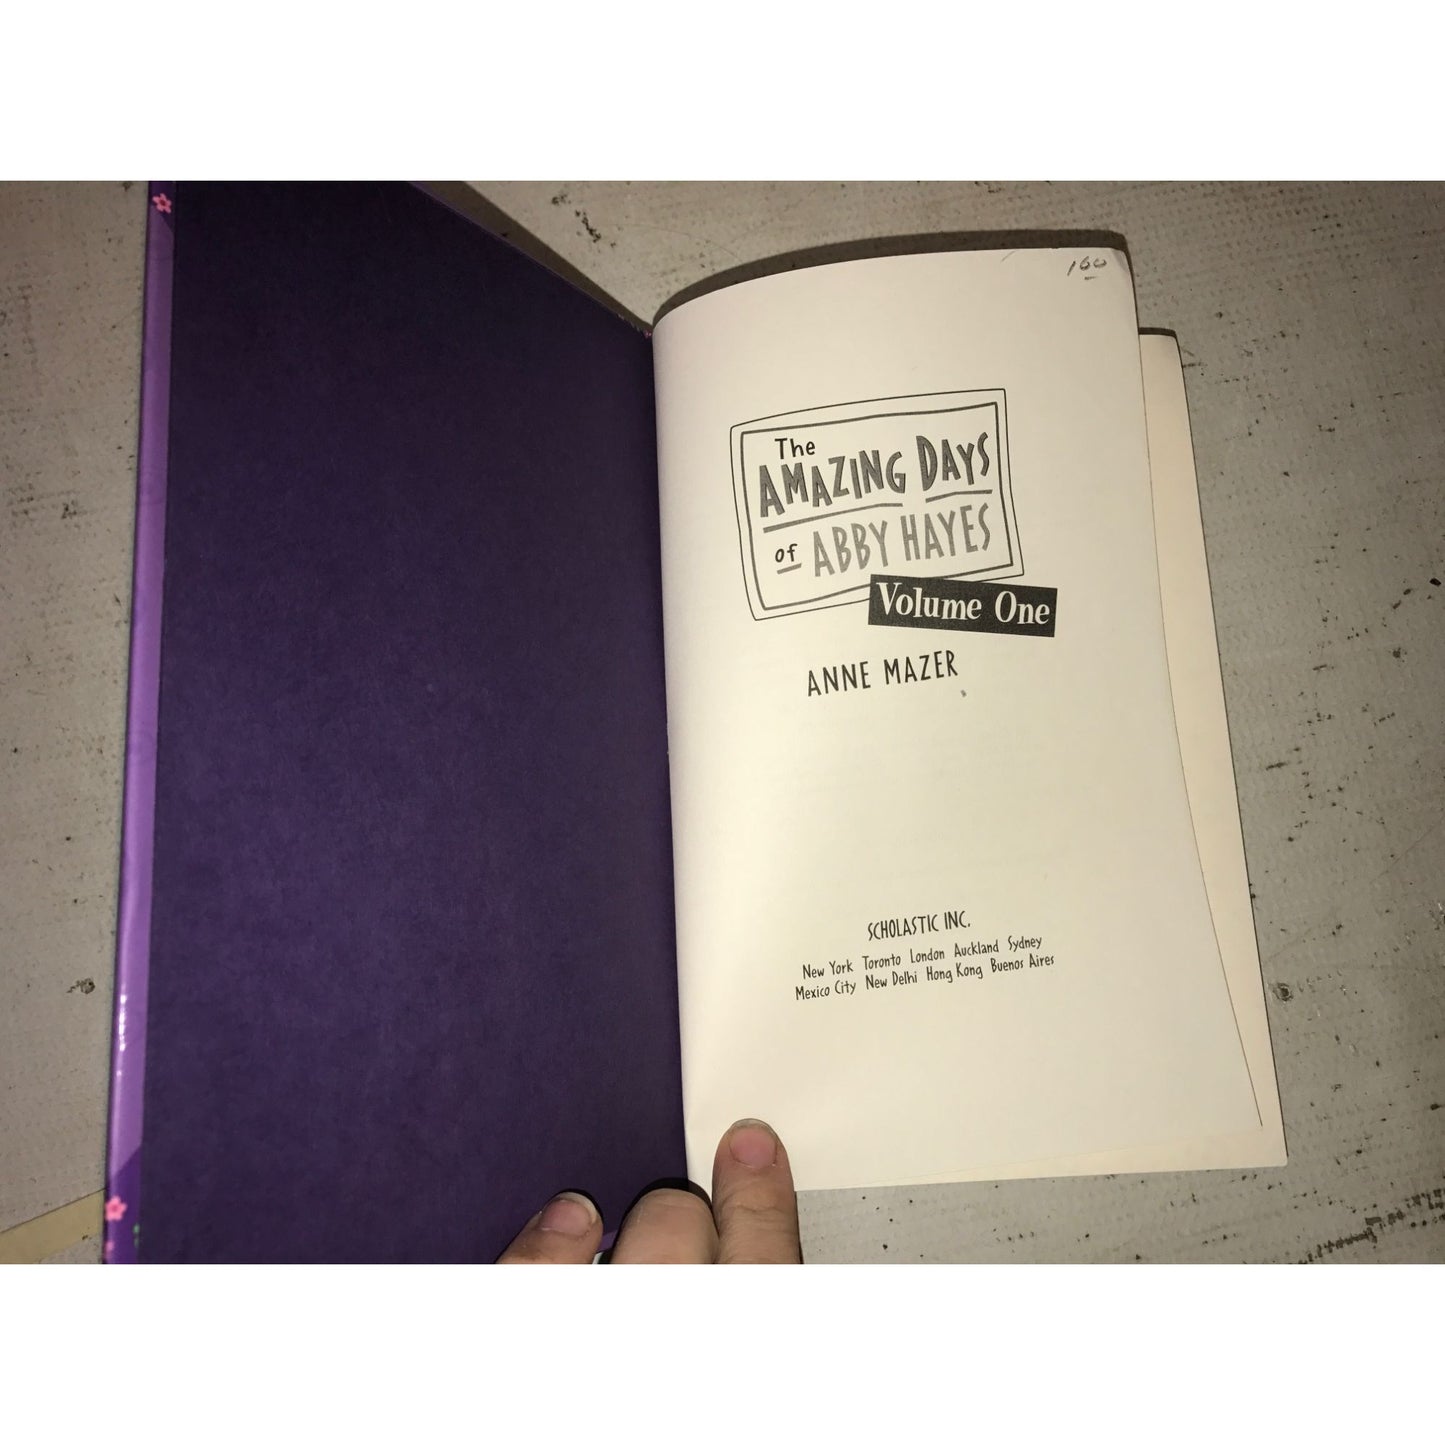 160
The
AMAZING DAYS
of ABBY HAYES
Volume One
ANNE MAZER
SCHOLASTIC INC.
New York Toronto London Auckland Sydney
Mexico City New Delhi Hong Kong Buenos Aires